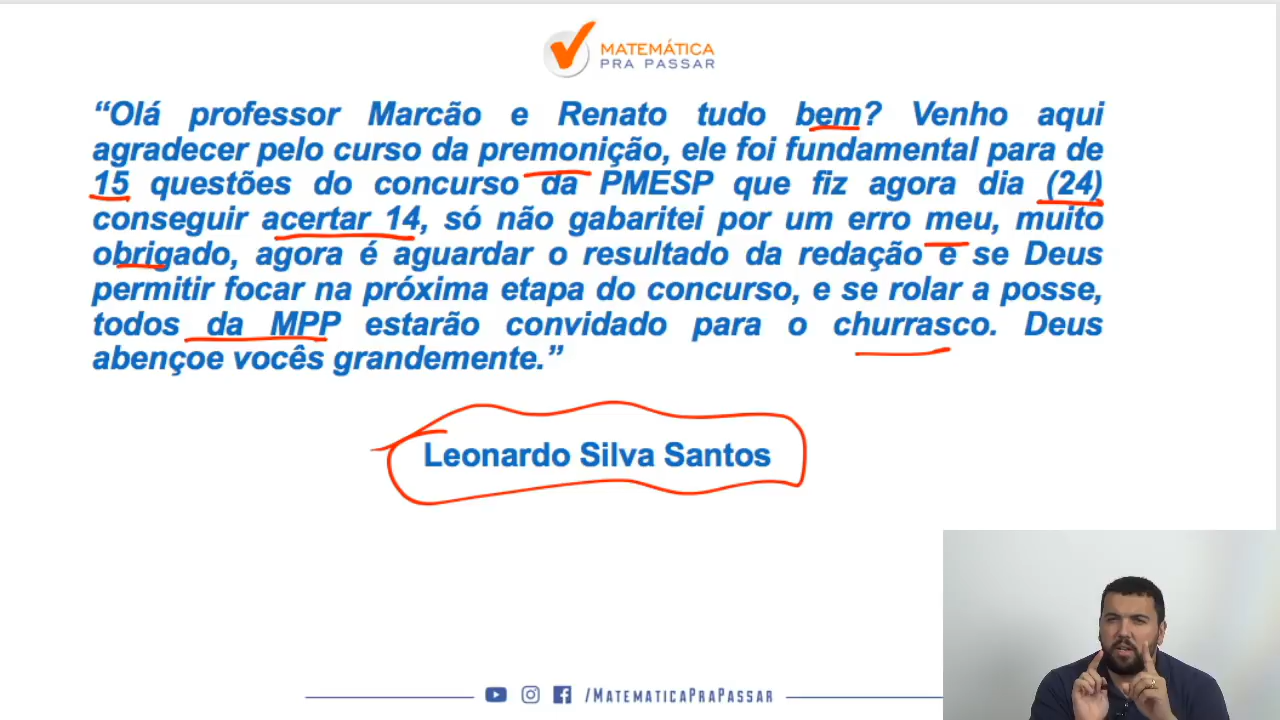 MATEMÁTICA
PRA PASSAR
“Olá professor Marcão e Renato tudo bem? Venho aqui
agradecer pelo curso da premonição, ele foi fundamental para de
15 questões do concurso da PMESP que fiz agora dia (24)
conseguir acertar 14, só não gabaritei por um erro meu, muito
obrigado, agora é aguardar o resultado da redação e se Deus
permitir focar na próxima etapa do concurso, e se rolar a posse,
todos da MPP estarão convidado para o churrasco. Deus
abençoe vocês grandemente.”
Leonardo Silva Santos
/MATEMATICAPRAPASSAR